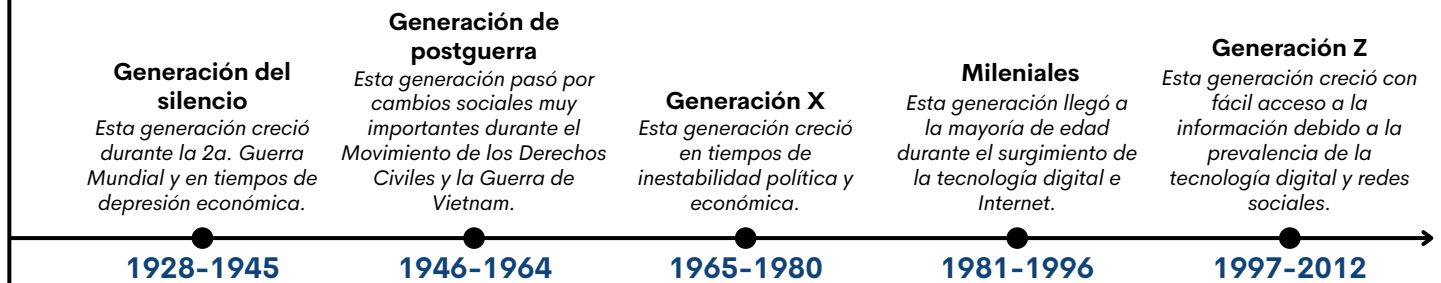 Generación del
silencio
Esta generación creció
durante la 2a. Guerra
Mundial y en tiempos de
depresión económica.
1928-1945
Generación de
postguerra
Esta generación pasó por
cambios sociales muy
importantes durante el
Movimiento de los Derechos
Civiles y la Guerra de
Vietnam.
1946-1964
Generación X
Esta generación creció
en tiempos de
inestabilidad política y
económica.
1965-1980
Mileniales
Esta generación llegó a
la mayoría de edad
durante el surgimiento de
la tecnología digital e
Internet.
1981-1996
Generación Z
Esta generación creció con
fácil acceso a la
información debido a la
prevalencia de la
tecnología digital y redes
sociales.
1997-2012